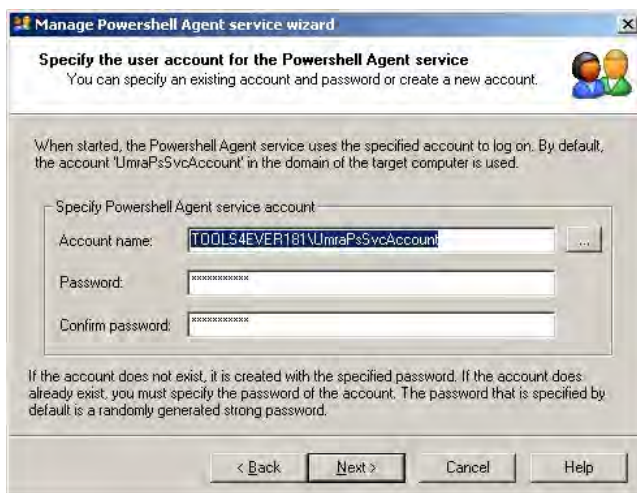 Manage Powershell Agent service wizard
Specify the user account for the Powershell Agent service
You can specify an existing account and password or create a new account.
When started, the Powershell Agent service uses the specified account to log on. By default,
the account 'UmraPsSvcAccount' in the domain of the target computer is used.
Specify Powershell Agent service account
Account name: TOOLS4EVER181\UmraPsSvcAccount ...
Password: xxxxxxxxxxx
Confirm password: xxxxxxxxxxx
If the account does not exist, it is created with the specified password. If the account does
already exist, you must specify the password of the account. The password that is specified by
default is a randomly generated strong password.
< Back Next > Cancel Help